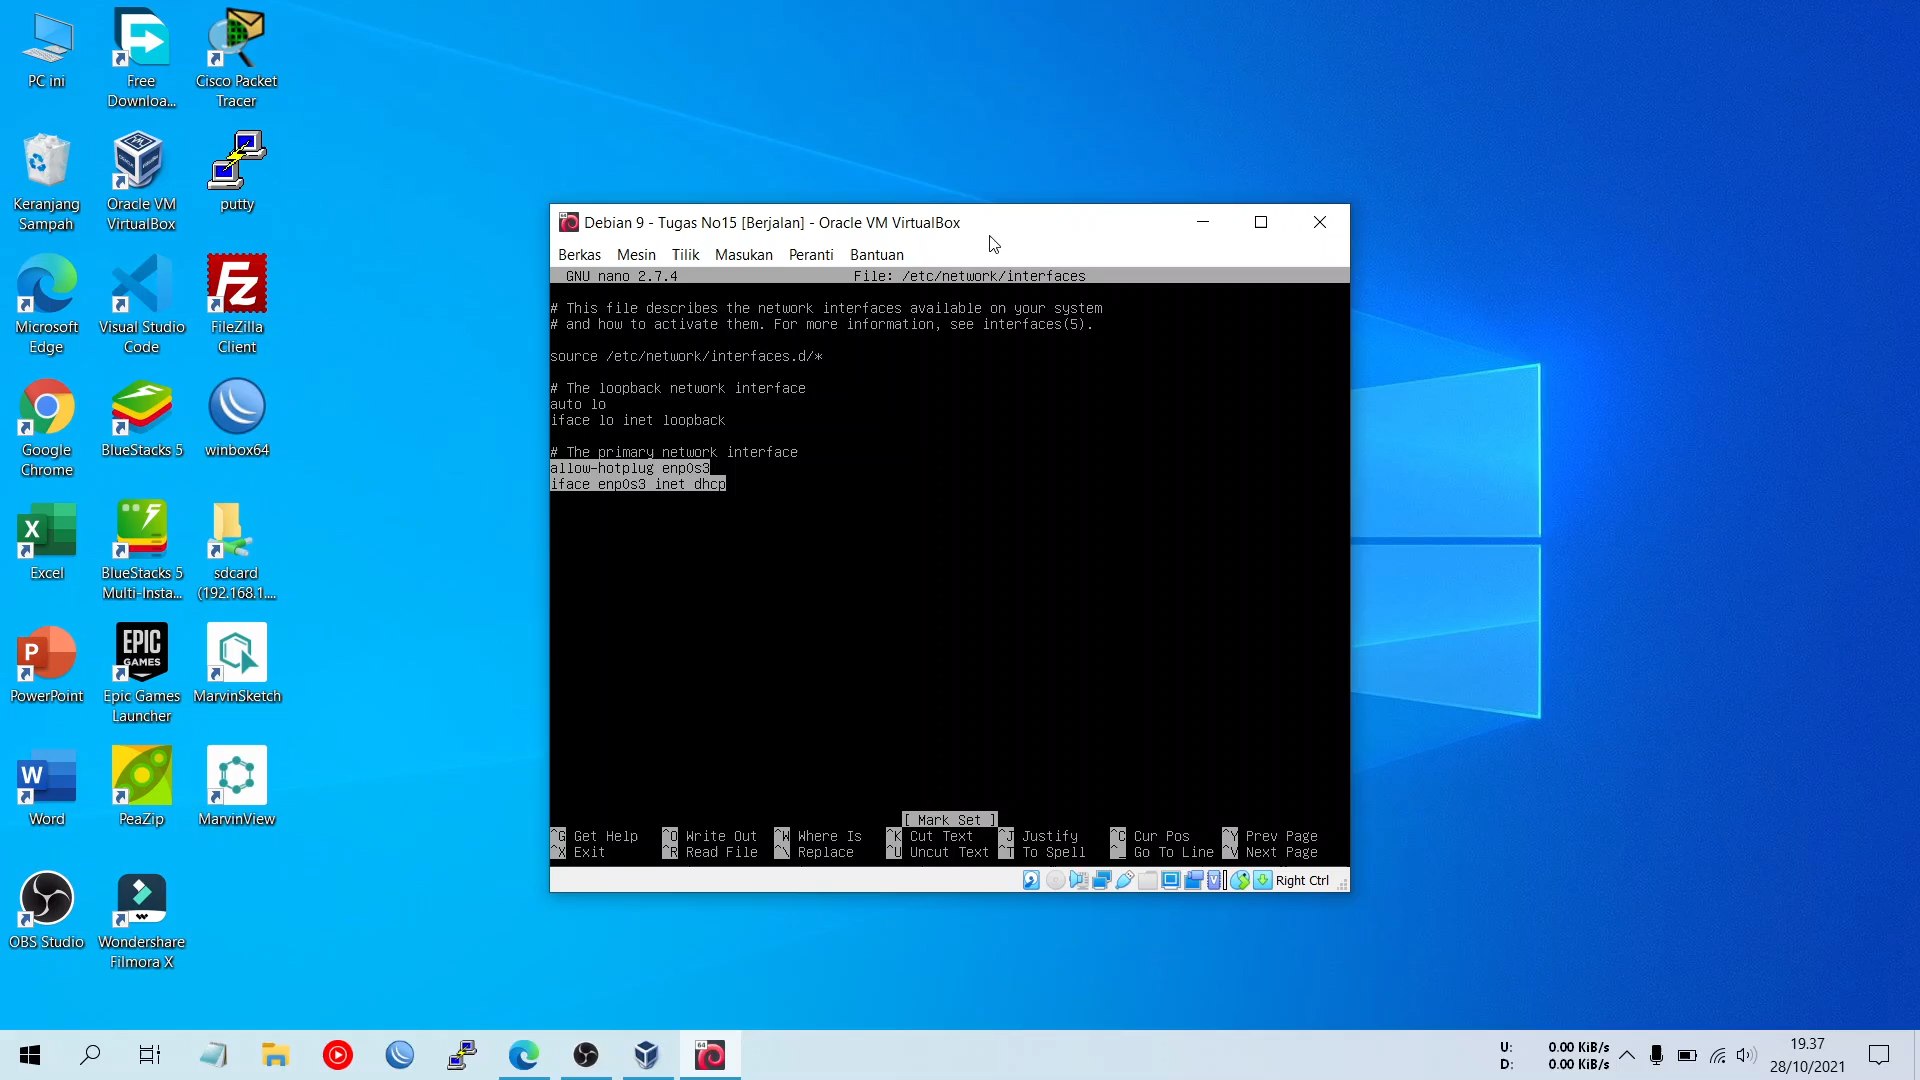 PC ini
Free
Downloa...
Cisco Packet
Tracer
Keranjang
Sampah
Oracle VM
VirtualBox
putty
Microsoft
Edge
Visual Studio
Code
FileZilla
Client
Google
Chrome
BlueStacks 5
winbox64
Excel
BlueStacks 5
Multi-Insta...
sdcard
(192.168.1....
PowerPoint
EPIC
GAMES
Epic Games
Launcher
MarvinSketch
Word
PeaZip
MarvinView
OBS Studio
Wondershare
Filmora X
Debian 9 - Tugas No15 [Berjalan] - Oracle VM VirtualBox
Berkas Mesin Tilik Masukan Peranti Bantuan
GNU nano 2.7.4 File: /etc/network/interfaces
# This file describes the network interfaces available on your system
# and how to activate them. For more information, see interfaces(5).
source /etc/network/interfaces.d/*
# The loopback network interface
auto lo
iface lo inet loopback
# The primary network interface
allow-hotplug enp0s3
iface enp0s3 inet dhcp
[ Mark Set ]
^G Get Help ^O Write Out ^W Where Is ^K Cut Text ^J Justify ^C Cur Pos ^Y Prev Page
^X Exit ^R Read File ^\ Replace ^U Uncut Text ^T To Spell ^_ Go To Line ^V Next Page
Right Ctrl
U: 0.00 KiB/s
D: 0.00 KiB/s
19.37
28/10/2021